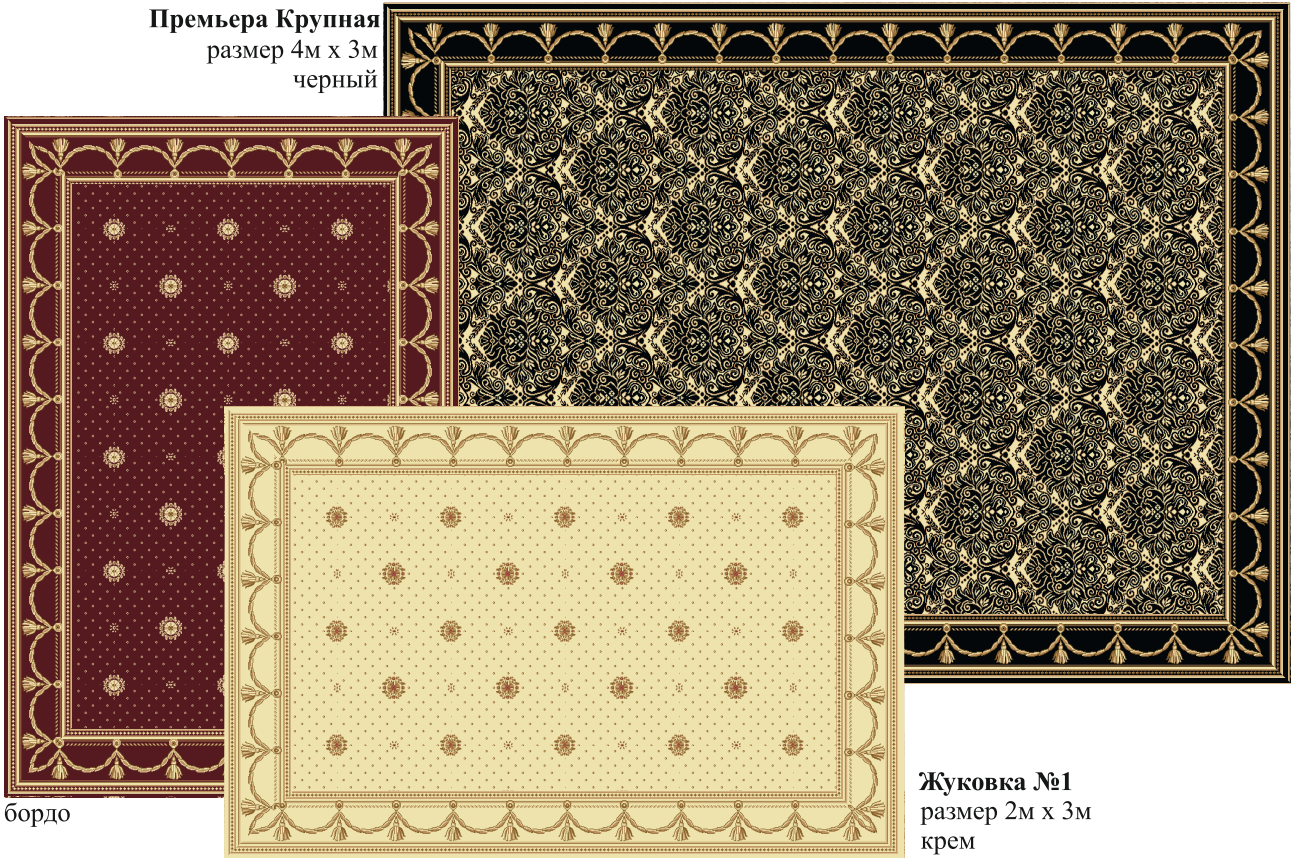 Премьера Крупная
размер 4м х 3м
черный
бордо
Жуковка №1
размер 2м х 3м
крем